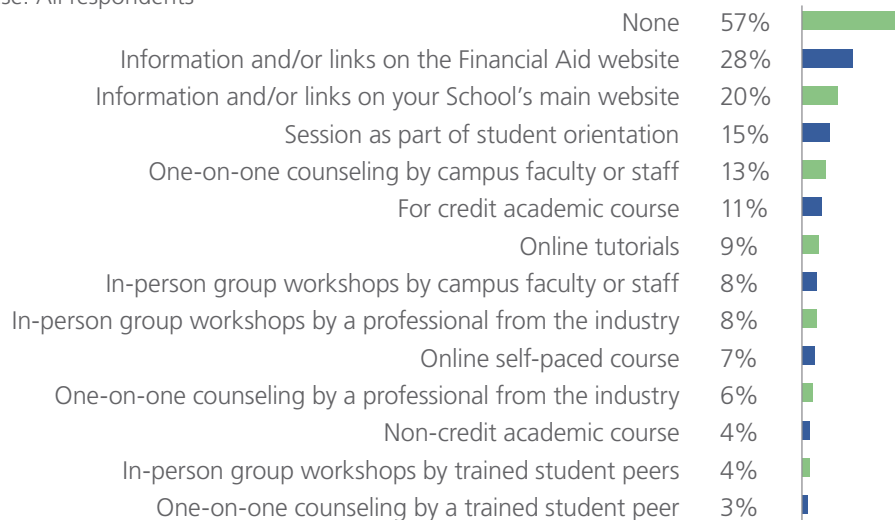 All respondents
None 57%
Information and/or links on the Financial Aid website 28%
Information and/or links on your School's main website 20%
Session as part of student orientation 15%
One-on-one counseling by campus faculty or staff 13%
For credit academic course 11%
Online tutorials 9%
In-person group workshops by campus faculty or staff 8%
In-person group workshops by a professional from the industry 8%
Online self-paced course 7%
One-on-one counseling by a professional from the industry 6%
Non-credit academic course 4%
In-person group workshops by trained student peers 4%
One-on-one counseling by a trained student peer 3%